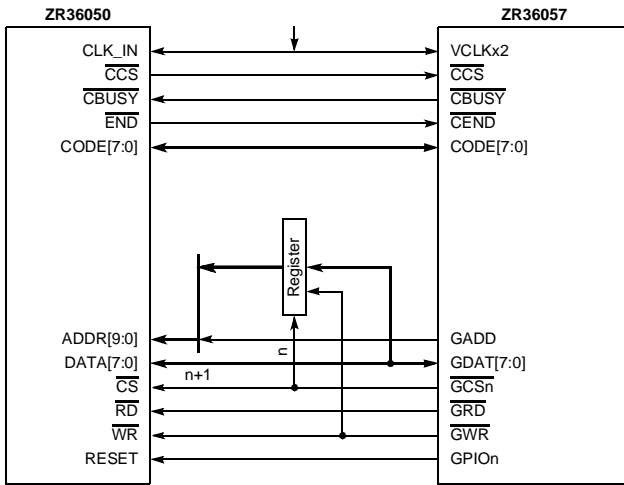 ZR36050 ZR36057
CLK_IN VCLKx2
CCS CCS
CBUSY CBUSY
END CEND
CODE[7:0] CODE[7:0]
Register
ADDR[9:0] n GADD
DATA[7:0] GDAT[7:0]
n+1
CS GCSn
RD GRD
WR GWR
RESET GPIOn